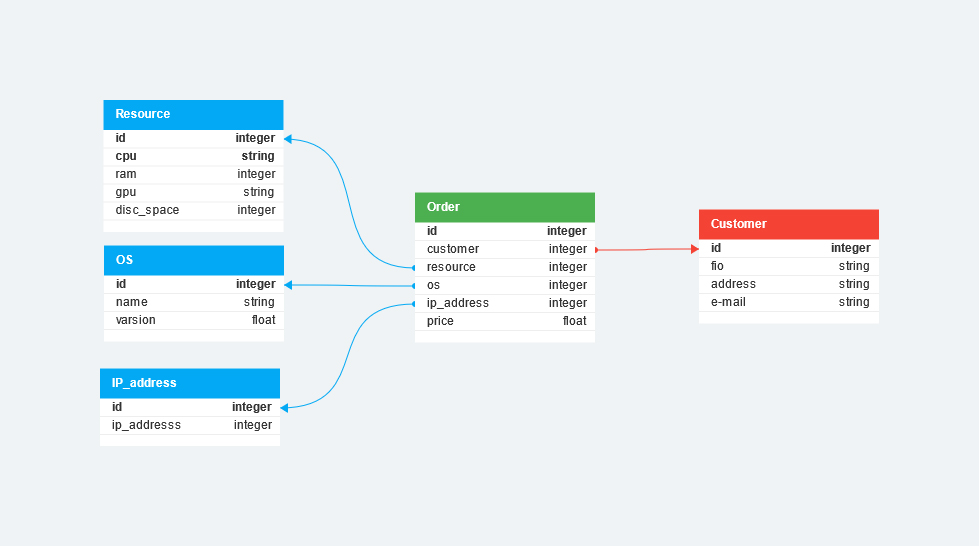 Resource
id integer
cpu string
ram integer
gpu string
disc_space integer
OS
id integer
name string
varsion float
IP_address
id integer
ip_addresss integer
Order
id integer
customer integer
resource integer
os integer
ip_address integer
price float
Customer
id integer
fio string
address string
e-mail string